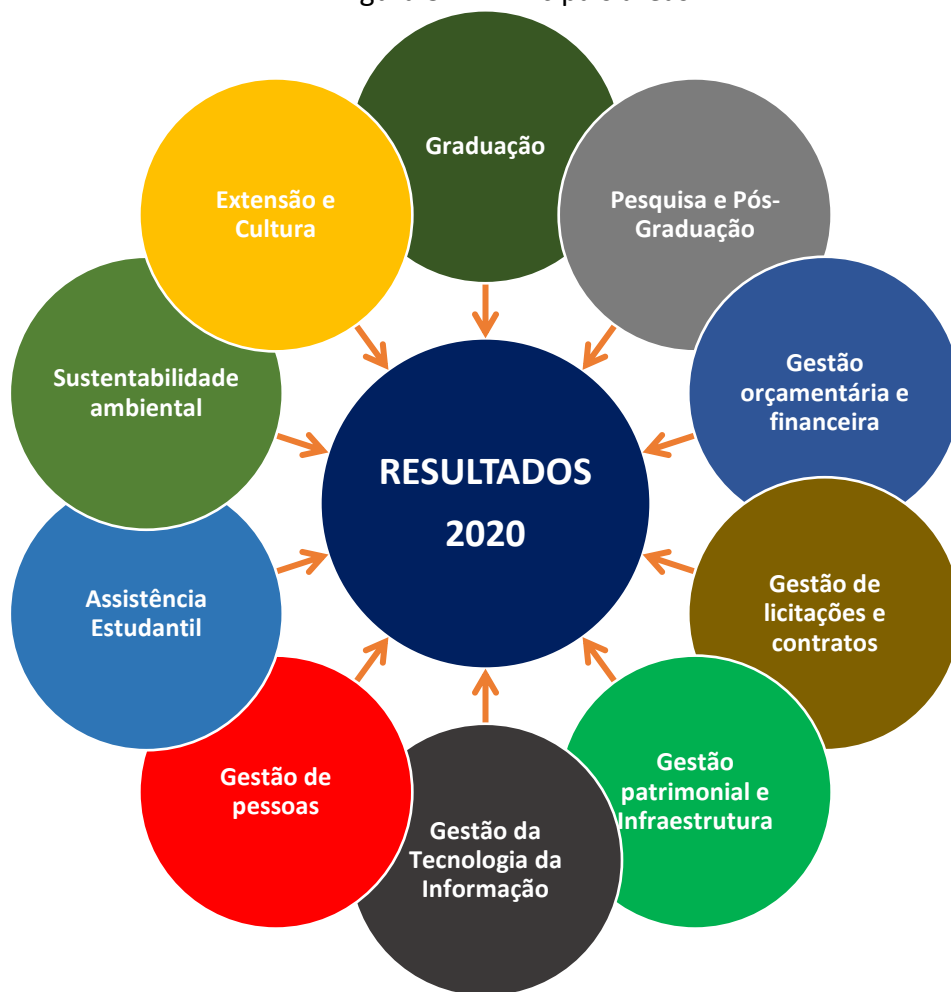 Graduação
Pesquisa e Pós-
Graduação
Gestão
orçamentária e
financeira
Gestão de
licitações e
contratos
Gestão
patrimonial e
Infraestrutura
Gestão da
Tecnologia da
Informação
Gestão de
pessoas
Assistência
Estudantil
Sustentabilidade
ambiental
Extensão e
Cultura
RESULTADOS
2020